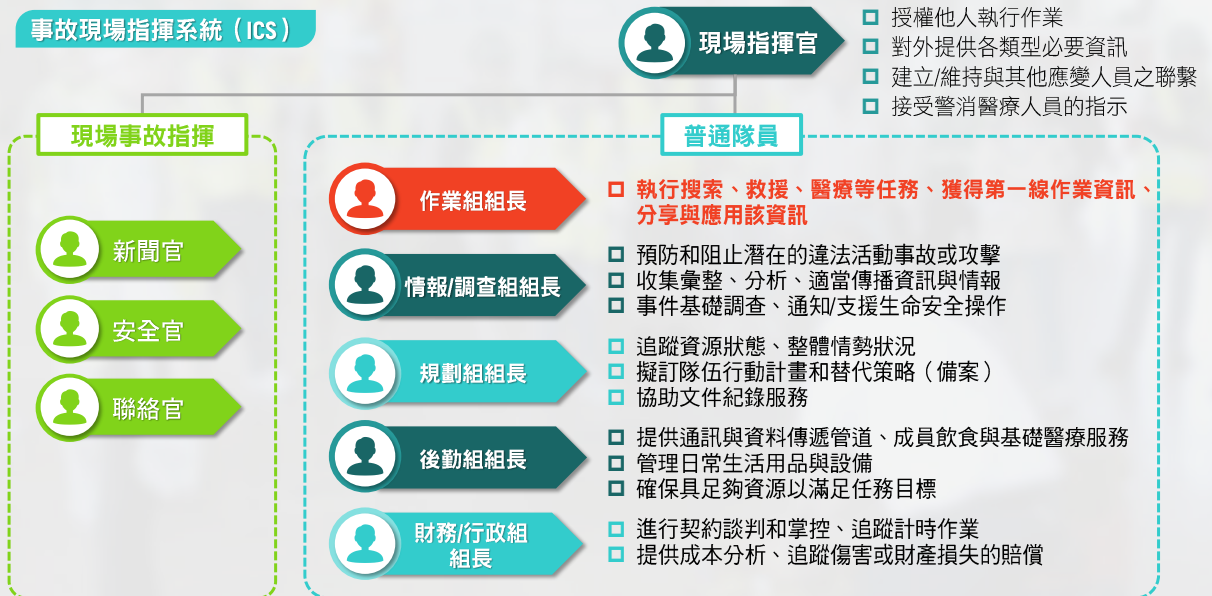 事故現場指揮系統（ICS）
現場指揮官
授權他人執行作業
對外提供各類型必要資訊
建立/維持與其他應變人員之聯繫
接受警消醫療人員的指示
現場事故指揮
新聞官
安全官
聯絡官
普通隊員
作業組組長
執行搜索、救援、醫療等任務、獲得第一線作業資訊、
分享與應用該資訊
情報/調查組組長
預防和阻止潛在的違法活動事故或攻擊
收集彙整、分析、適當傳播資訊與情報
事件基礎調查、通知/支援生命安全操作
規劃組組長
追蹤資源狀態、整體情勢狀況
擬訂隊伍行動計畫和替代策略（備案）
協助文件紀錄服務
後勤組組長
提供通訊與資料傳遞管道、成員飲食與基礎醫療服務
管理日常生活用品與設備
確保具足夠資源以滿足任務目標
財務/行政組
組長
進行契約談判和掌控、追蹤計時作業
提供成本分析、追蹤傷害或財產損失的賠償